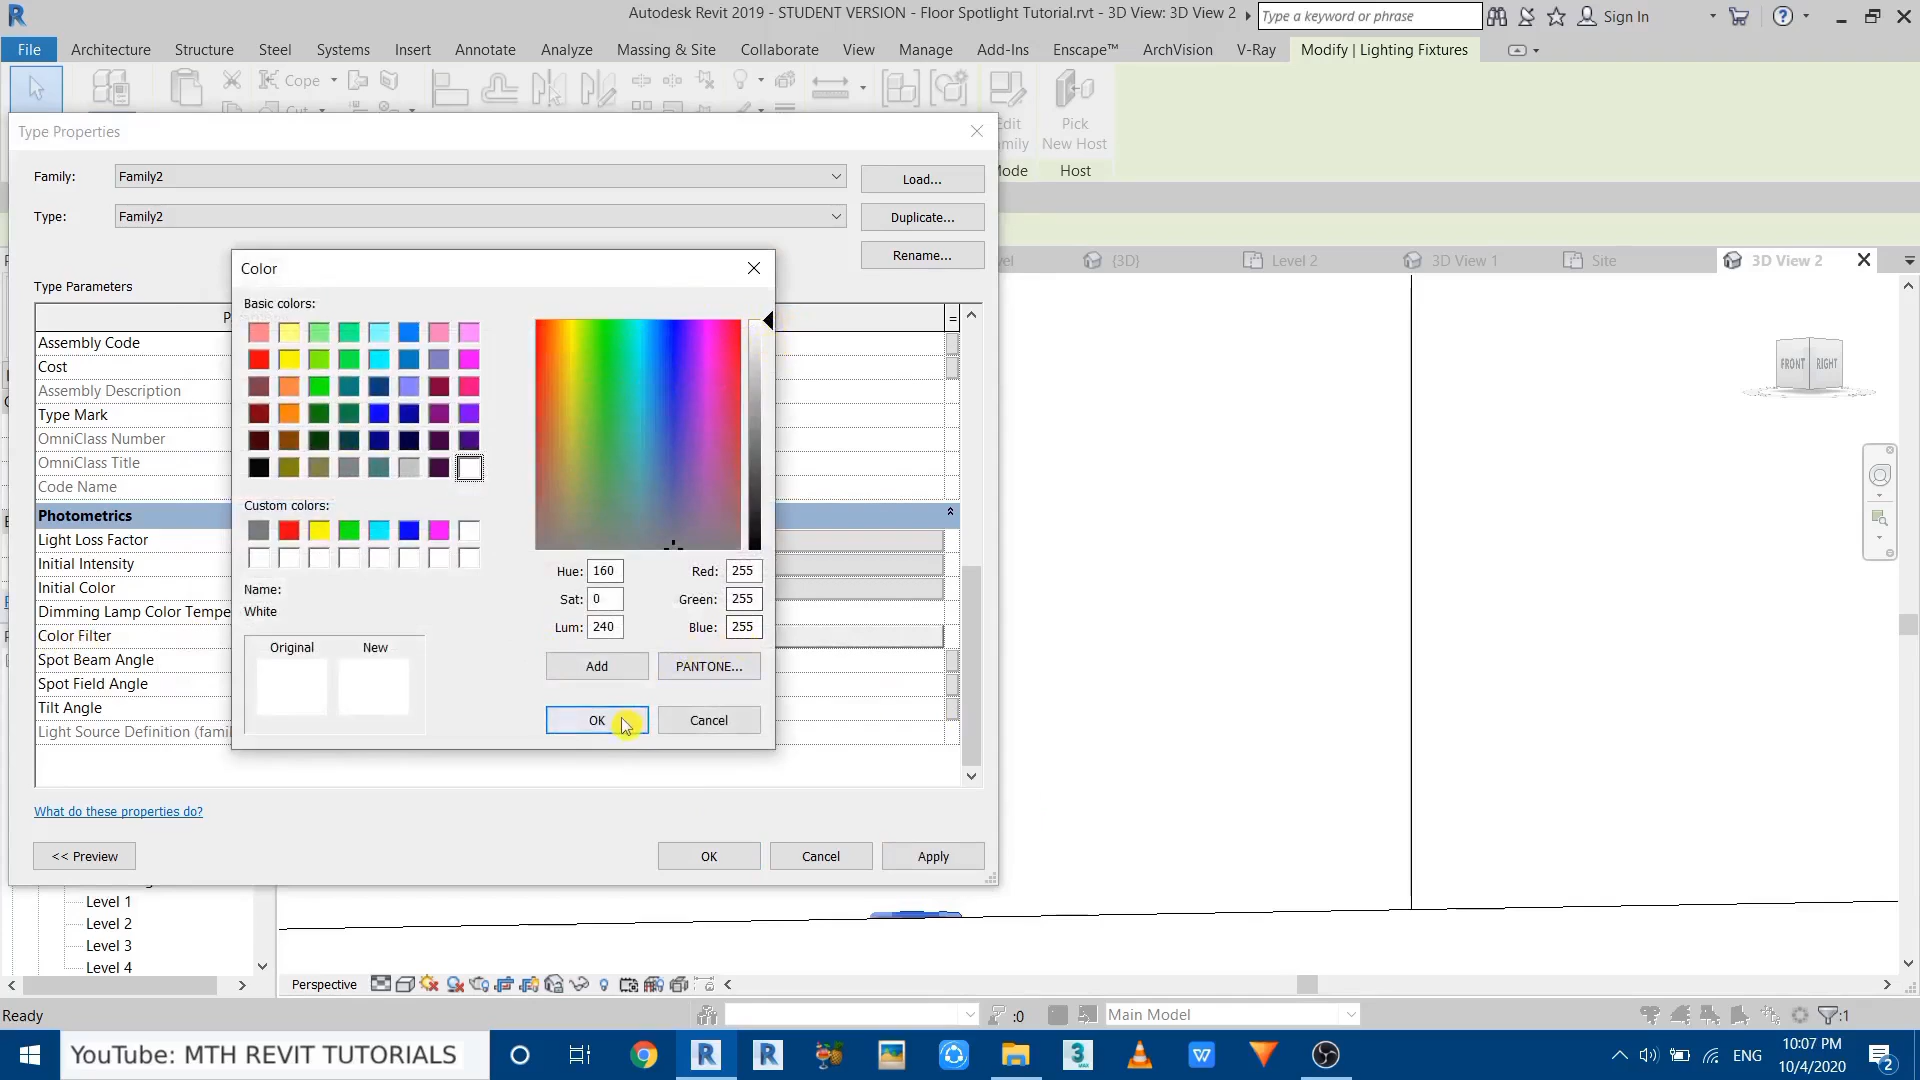 Autodesk Revit 2019 - STUDENT VERSION - Floor Spotlight Tutorial.rvt - 3D View: 3D View 2
Type a keyword or phrase
Sign In
File Architecture Structure Steel Systems Insert Annotate Analyze Massing & Site Collaborate View Manage Add-Ins Enscape™ ArchVision V-Ray Modify | Lighting Fixtures
Cope
Cut
Edit
Pick
New Host
Host
Type Properties
Family: Family2 Load...
Type: Family2 Duplicate...
Rename...
{3D} Level 2 3D View 1 Site 3D View 2
Type Parameters
=
Assembly Code
Cost
Assembly Description
Type Mark
OmniClass Number
OmniClass Title
Code Name
Photometrics
Light Loss Factor
Initial Intensity
Initial Color
Dimming Lamp Color Tempe
Color Filter
Spot Beam Angle
Spot Field Angle
Tilt Angle
Light Source Definition (fami
Color
Basic colors:
Custom colors:
Name:
White
Original New
Hue: 160 Red: 255
Sat: 0 Green: 255
Lum: 240 Blue: 255
Add PANTONE...
OK Cancel
FRONT RIGHT
What do these properties do?
<< Preview OK Cancel Apply
Level 1
Level 2
Level 3
Level 4
Perspective
Ready :0 Main Model :1
YouTube: MTH REVIT TUTORIALS
ENG 10:07 PM
10/4/2020
2